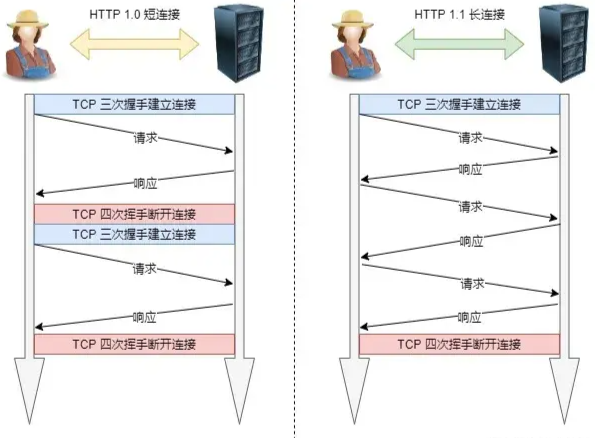 HTTP 1.0 短连接
TCP 三次握手建立连接
请求
响应
TCP 四次挥手断开连接
TCP 三次握手建立连接
请求
响应
TCP 四次挥手断开连接
HTTP 1.1 长连接
TCP 三次握手建立连接
请求
响应
请求
响应
请求
响应
TCP 四次挥手断开连接